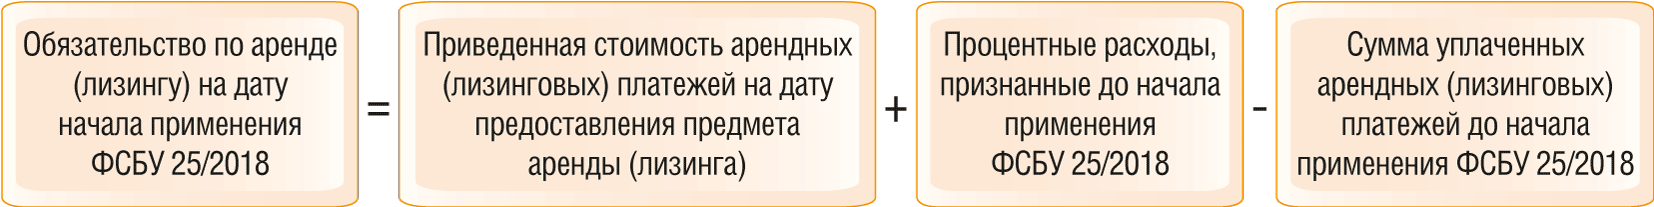 Обязательство по аренде
(лизингу) на дату
начала применения
ФСБУ 25/2018
=
Приведенная стоимость арендных
(лизинговых) платежей на дату
предоставления предмета
аренды (лизинга)
+
Процентные расходы,
признанные до начала
применения
ФСБУ 25/2018
-
Сумма уплаченных
арендных (лизинговых)
платежей до начала
применения ФСБУ 25/2018